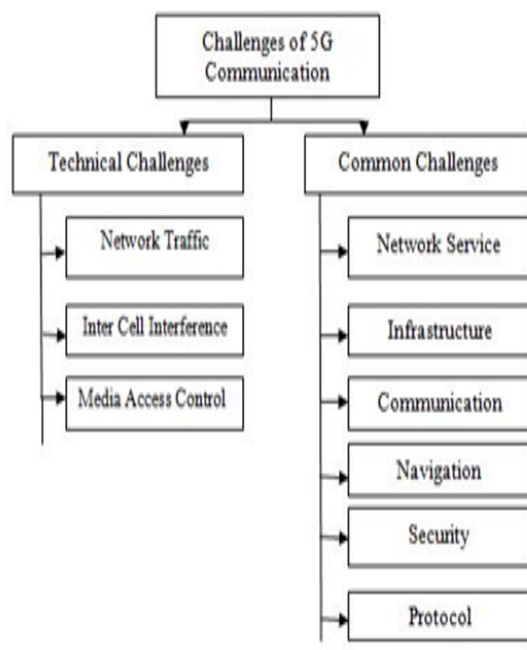 Challenges of 5G
Communication
Technical Challenges
Network Traffic
Inter Cell Interference
Media Access Control
Common Challenges
Network Service
Infrastructure
Communication
Navigation
Security
Protocol